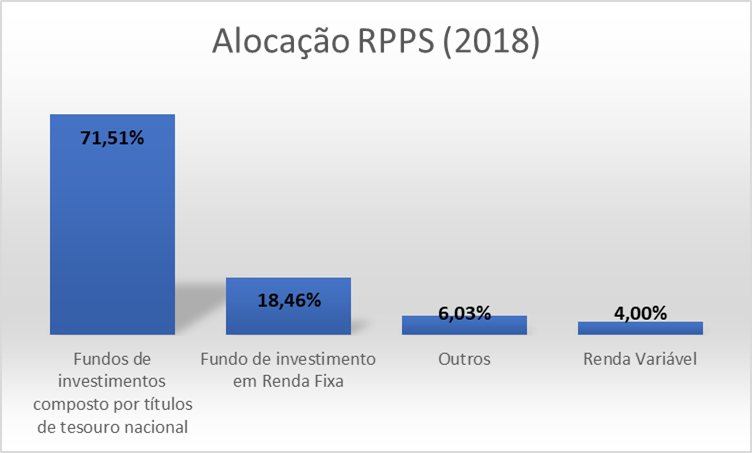 Alocação RPPS (2018)
71,51%
18,46%
6,03%
4,00%
Fundos de
investimentos
composto por títulos
de tesouro nacional
Fundo de investimento
em Renda Fixa
Outros
Renda Variável